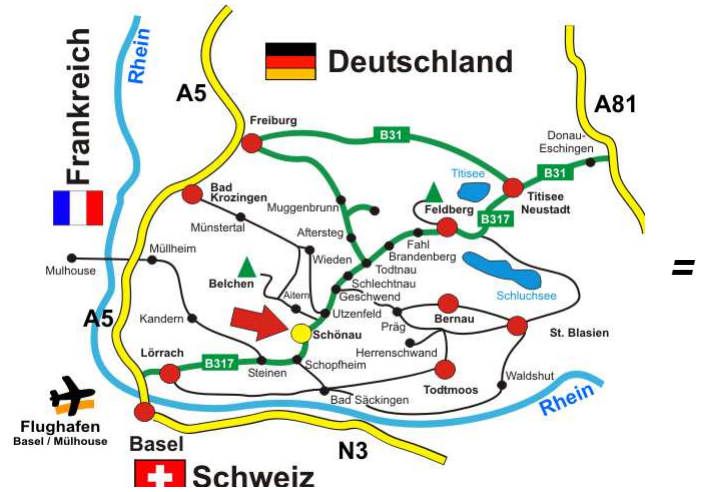 Deutschland
Frankreich
Rhein
A5
A81
Freiburg
B31
Donau-
Eschingen
B31
Titisee
Titisee
Neustadt
Bad
Krozingen
Muggenbrunn
Feldberg
B317
Münstertal
Aftersteg
Fahl
Wieden
Brandenberg
Müllheim
Todtnau
Mulhouse
Belchen
Schlechtnau
Aitern
Geschwend
Schluchsee
=
A5
Kandern
Utzenfeld
Präg
Bernau
St. Blasien
Schönau
Herrenschwand
Lörrach
B317
Steinen
Schopfheim
Todtmoos
Waldshut
Bad Säckingen
Rhein
Flughafen
Basel / Mülhouse
Basel
N3
Schweiz